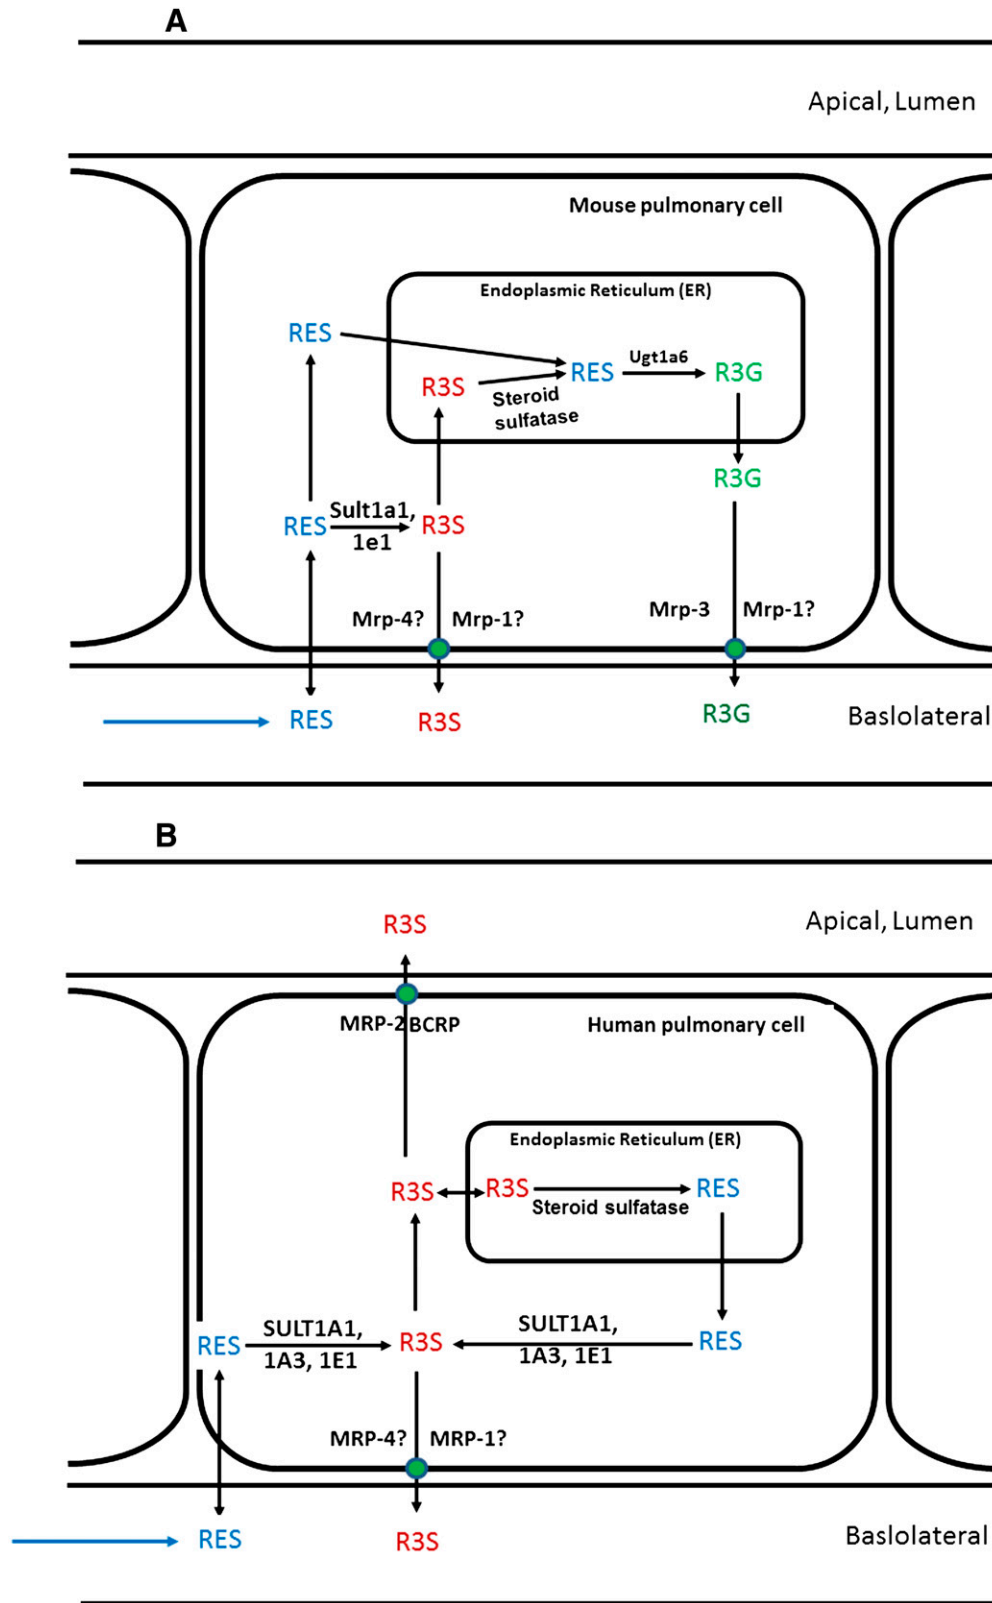 A
Apical, Lumen
Mouse pulmonary cell
Endoplasmic Reticulum (ER)
RES
R3S
Steroid
sulfatase
RES
Ugt1a6
R3G
R3G
RES
Sult1a1,
1e1
R3S
Mrp-4?
Mrp-1?
Mrp-3
Mrp-1?
RES
R3S
R3G
Baslolateral
B
R3S
Apical, Lumen
MRP-2
BCRP
Human pulmonary cell
Endoplasmic Reticulum (ER)
R3S
R3S
Steroid sulfatase
RES
RES
SULT1A1,
1A3, 1E1
R3S
SULT1A1,
1A3, 1E1
RES
MRP-4?
MRP-1?
RES
R3S
Baslolateral